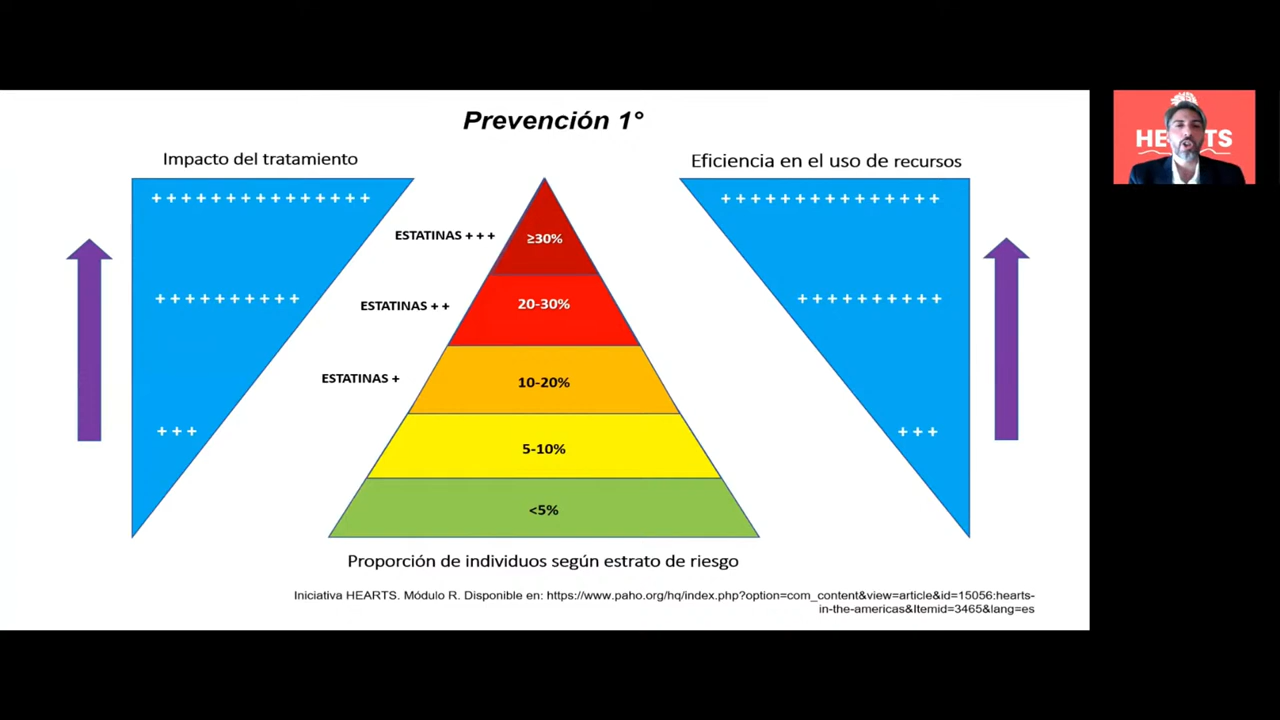 Prevención 1°
Impacto del tratamiento
Eficiencia en el uso de recursos
+ + + + + + + + + + + + + + +
+ + + + + + + + + + + + + + +
ESTATINAS + + +
≥30%
+ + + + + + + + + +
ESTATINAS + +
20-30%
+ + + + + + + + + +
ESTATINAS +
10-20%
+ + +
5-10%
+ + +
<5%
Proporción de individuos según estrato de riesgo
Iniciativa HEARTS. Módulo R. Disponible en: https://www.paho.org/hq/index.php?option=com_content&view=article&id=15056:hearts-
in-the-americas&Itemid=3465&lang=es